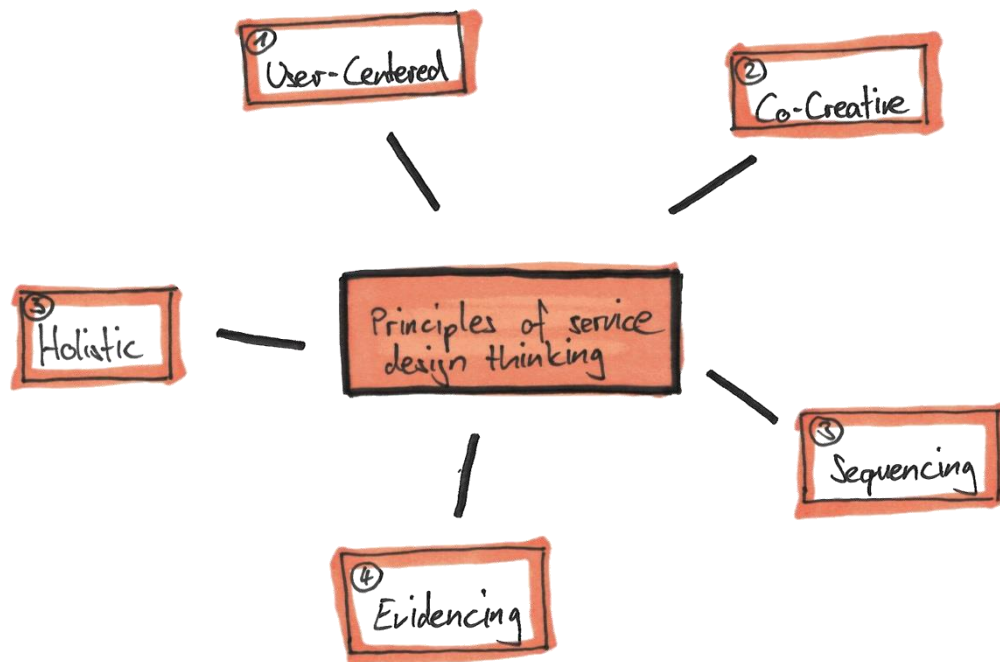 ①
User-Centered
②
Co-Creative
Principles of service
design thinking
③
Sequencing
④
Evidencing
③
Holistic